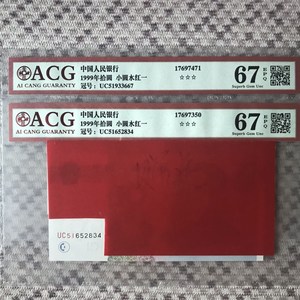 ACG
AI CANG GUARANTY
中国人民银行
1999年拾圆 小圆水红一
冠号：UC51933667
17697471
☆☆☆
67
EPQ
Superb Gem Unc
ACG
AI CANG GUARANTY
中国人民银行
1999年拾圆 小圆水红一
冠号：UC51652834
17697350
☆☆☆
67
EPQ
Superb Gem Unc
UC51652834